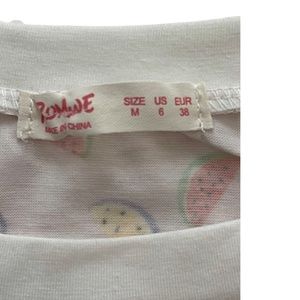 ROMWE
MADE IN CHINA
SIZE US EUR
M 6 38